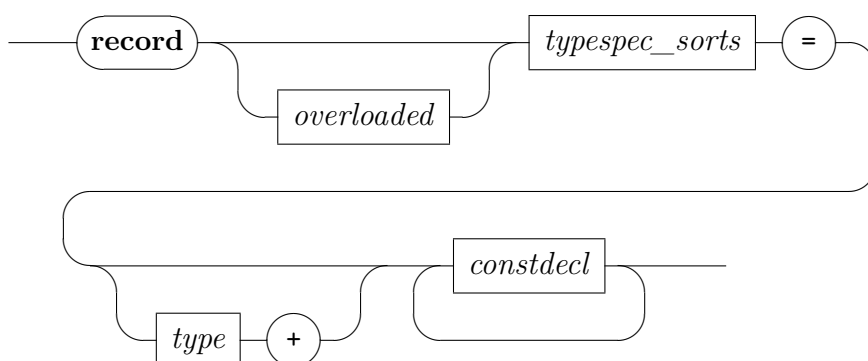 record typespec_sorts =
overloaded
constdecl
type +